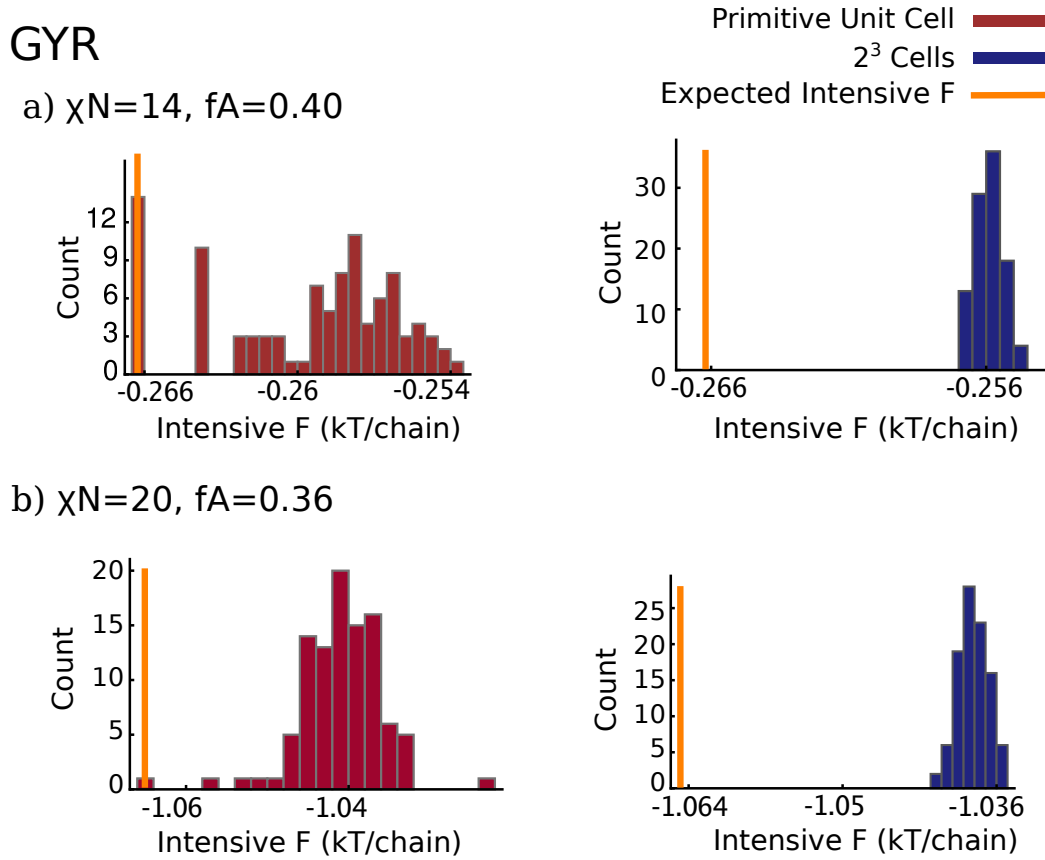 GYR
Primitive Unit Cell
2³ Cells
Expected Intensive F
a) χN=14, fA=0.40
Count
12
9
6
3
0
-0.266
-0.26
-0.254
Intensive F (kT/chain)
Count
30
20
10
0
-0.266
-0.256
Intensive F (kT/chain)
b) χN=20, fA=0.36
Count
20
15
10
5
0
-1.06
-1.04
Intensive F (kT/chain)
Count
25
20
15
10
5
0
-1.064
-1.05
-1.036
Intensive F (kT/chain)